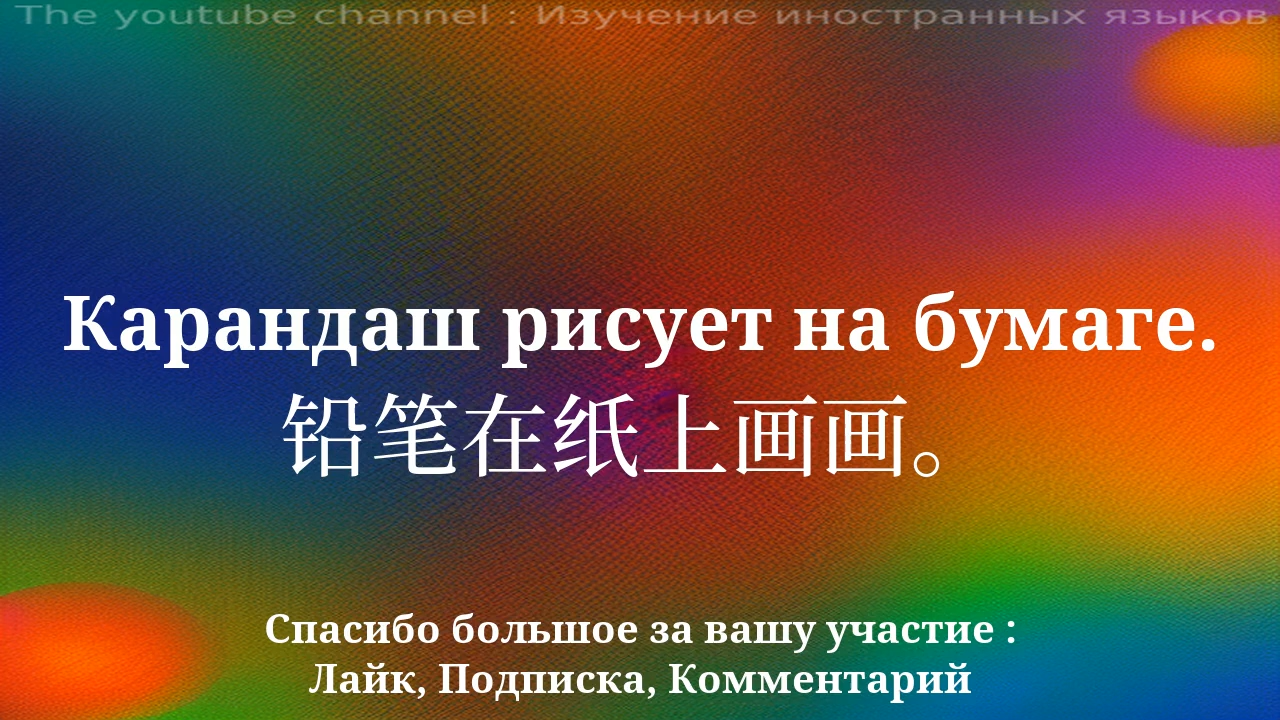 The youtube channel : Изучение иностранных языков
Карандаш рисует на бумаге.
铅笔在纸上画画。
Спасибо большое за вашу участие :
Лайк, Подписка, Комментарий